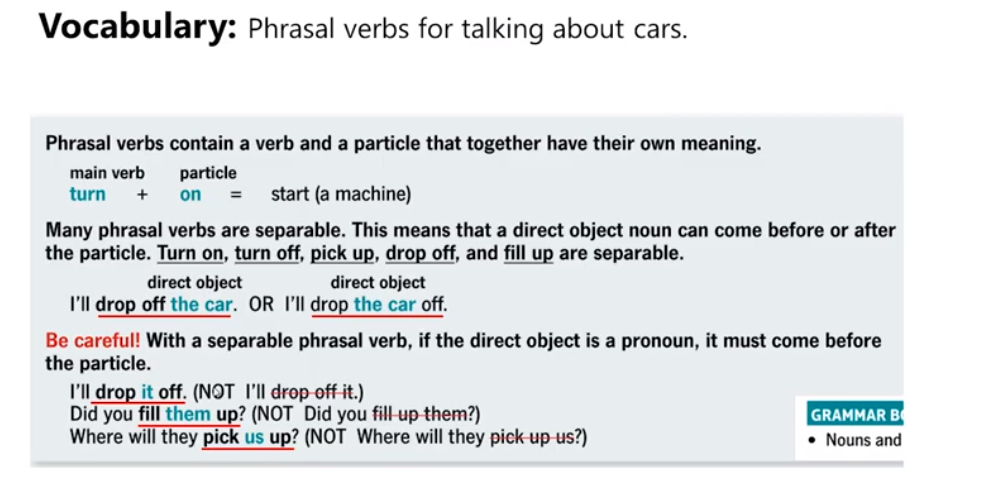 Vocabulary: Phrasal verbs for talking about cars.
Phrasal verbs contain a verb and a particle that together have their own meaning.
main verb particle
turn + on = start (a machine)
Many phrasal verbs are separable. This means that a direct object noun can come before or after
the particle. Turn on, turn off, pick up, drop off, and fill up are separable.
direct object direct object
I'll drop off the car. OR I'll drop the car off.
Be careful! With a separable phrasal verb, if the direct object is a pronoun, it must come before
the particle.
I'll drop it off. (NOT I'll drop off it.)
Did you fill them up? (NOT Did you fill up them?)
Where will they pick us up? (NOT Where will they pick up us?)
GRAMMAR
• Nouns and